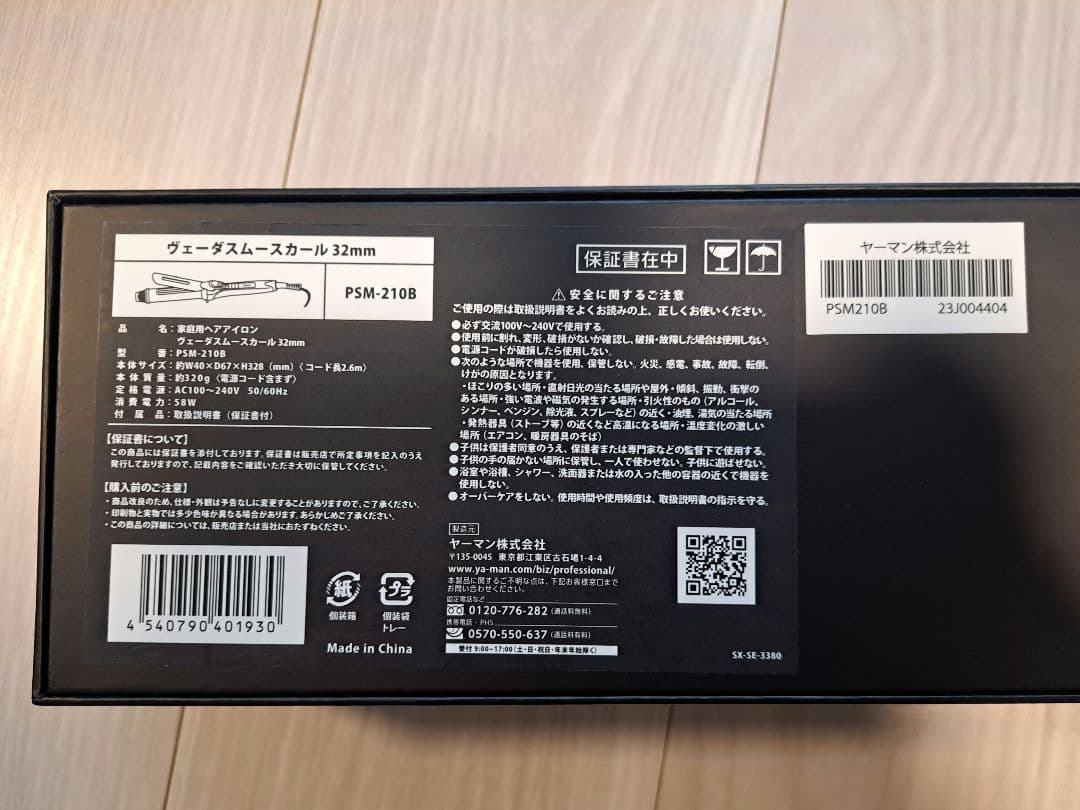 ヴェーダスムースカール 32mm
PSM-210B
品 名：家庭用ヘアアイロン
ヴェーダスムースカール 32mm
型 番：PSM-210B
本体サイズ：約W40×D67×H328（mm）〈コード長2.6m〉
本体質量：約320g〈電源コード含まず〉
定格電源：AC100～240V 50/60Hz
消費電力：58W
付属品：取扱説明書（保証書付）
【保証書について】
この商品には保証書を添付しております。保証書は販売店で所定事項を記入のうえ
発行しておりますので、記載内容をご確認いただき大切に保管してください。
【購入前のご注意】
・商品改良のため、仕様・外観は予告なしに変更することがありますので、ご了承ください。
・印刷物と実物では多少色味が異なる場合があります。あらかじめご了承ください。
・この商品の詳細については、販売店または当社におたずねください。
4 540790 401930
紙
個装箱
プラ
個装袋
トレー
Made in China
保証書在中
安全に関するご注意
ご使用の際は取扱説明書をよくお読みの上、正しくお使いください。
●必ず交流100V～240Vで使用する。
●使用前に割れ、変形、破損がないか確認し、破損・故障した場合は使用しない。
●電源コードが破損したら使用しない。
●次のような場所で機器を使用、保管しない。火災、感電、事故、故障、転倒、
けがの原因となります。
・ほこりの多い場所・直射日光の当たる場所や屋外・傾斜、振動、衝撃の
ある場所・強い電波や磁気の発生する場所・引火性のもの（アルコール、
シンナー、ベンジン、除光液、スプレーなど）の近く・油煙、湯気の当たる場所
・発熱器具（ストーブ等）の近くなど高温になる場所・温度変化の激しい
場所（エアコン、暖房器具のそば）
●子供は保護者同意のうえ、保護者または専門家などの監督下で使用する。
●子供の手の届かない場所に保管し、一人で使わせない。子供に遊ばせない。
●浴室や浴槽、シャワー、洗面器または水の入った他の容器の近くで機器を
使用しない。
●オーバーケアをしない。使用時間や使用頻度は、取扱説明書の指示を守る。
製造元
ヤーマン株式会社
〒135-0045 東京都江東区古石場1-4-4
www.ya-man.com/biz/professional/
本製品に関するご不明な点は、下記お客様窓口まで
お問い合わせください。
固定電話など
0120-776-282（通話料無料）
携帯電話・PHS
0570-550-637（通話料有料）
受付 9:00～17:00（土・日・祝日・年末年始除く）
SX-SE-3380
ヤーマン株式会社
PSM210B 23J004404